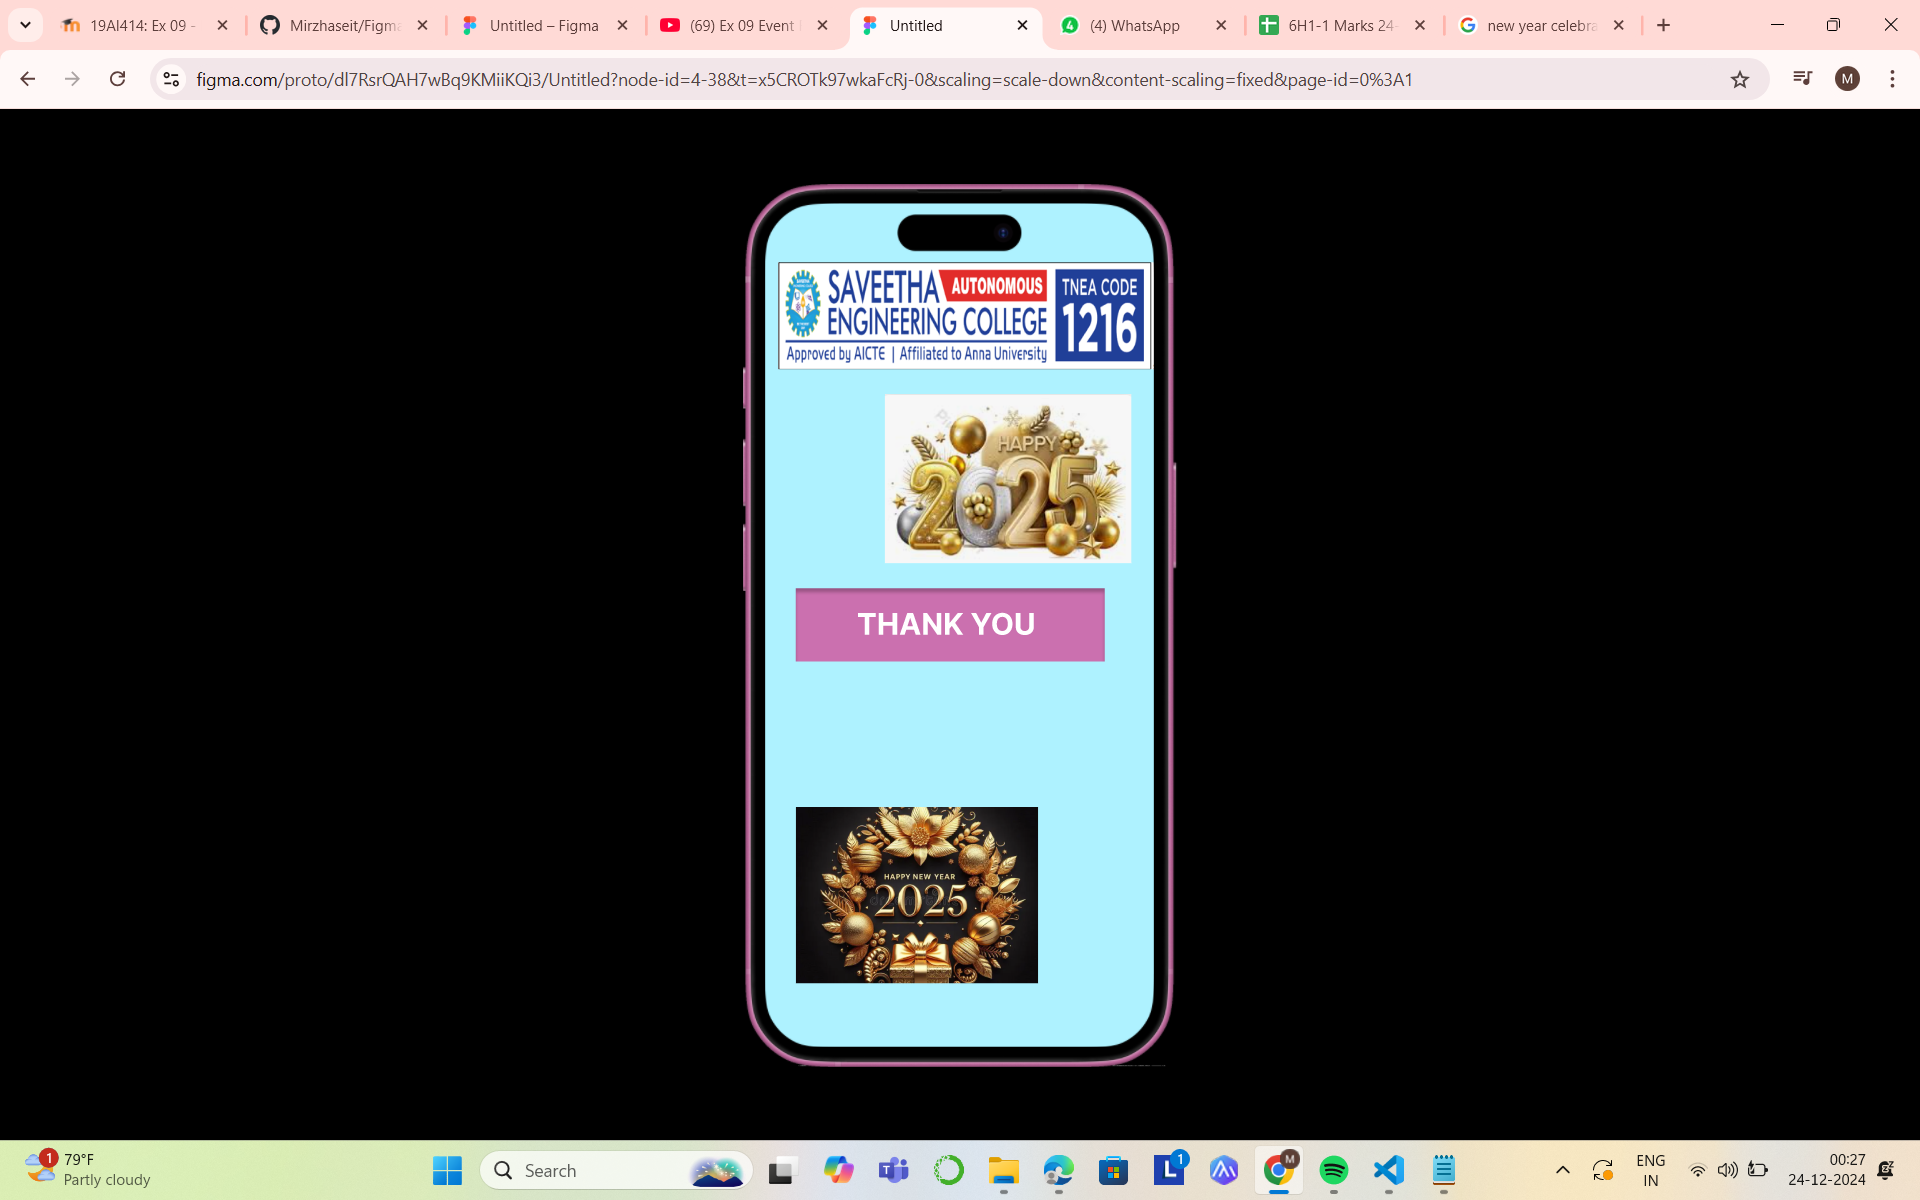 19AI414: Ex 09 -
Mirzhaseit/Figma
Untitled – Figma
(69) Ex 09 Event
Untitled
(4) WhatsApp
6H1-1 Marks 24-
new year celebra
figma.com/proto/dl7RsrQAH7wBq9KMiiKQi3/Untitled?node-id=4-38&t=x5CROTk97wkaFcRj-0&scaling=scale-down&content-scaling=fixed&page-id=0%3A1
M
SAVEETHA AUTONOMOUS
ENGINEERING COLLEGE
Approved by AICTE | Affiliated to Anna University
TNEA CODE
1216
HAPPY
2025
THANK YOU
HAPPY NEW YEAR
2025
1
79°F
Partly cloudy
Search
L
1
M
ENG
IN
00:27
24-12-2024